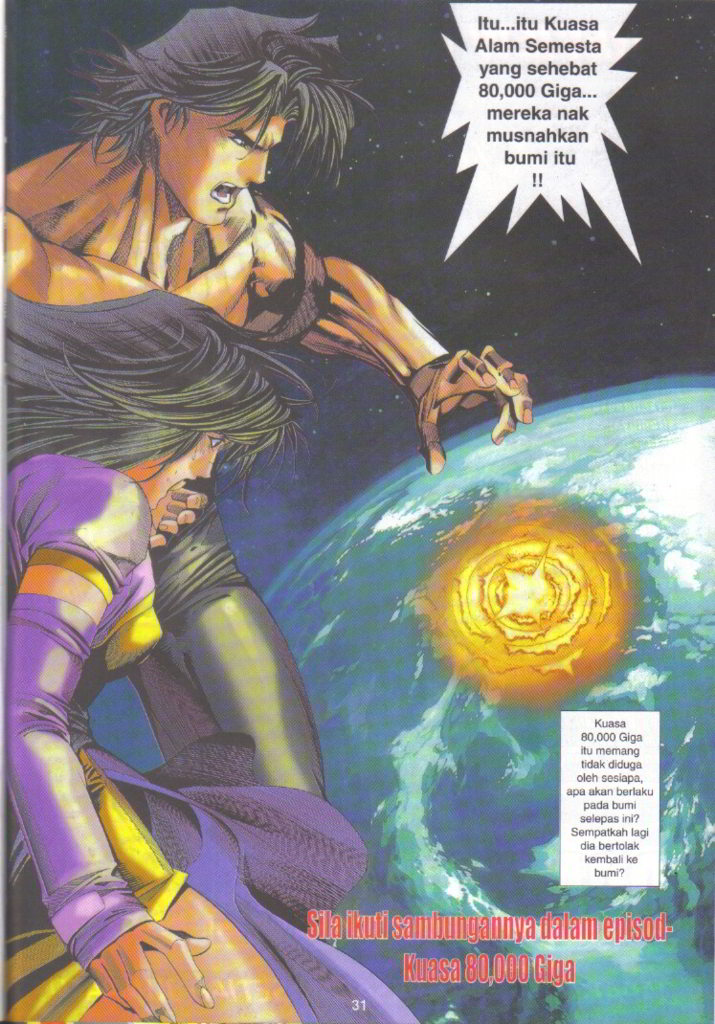 Itu...itu Kuasa
Alam Semesta
yang sehebat
80,000 Giga...
mereka nak
musnahkan
bumi itu
!!
Kuasa
80,000 Giga
itu memang
tidak diduga
oleh sesiapa,
apa akan berlaku
pada bumi
selepas ini?
Sempatkah lagi
dia bertolak
kembali ke
bumi?
Sila ikuti sambungannya dalam episod-
Kuasa 80,000 Giga
31